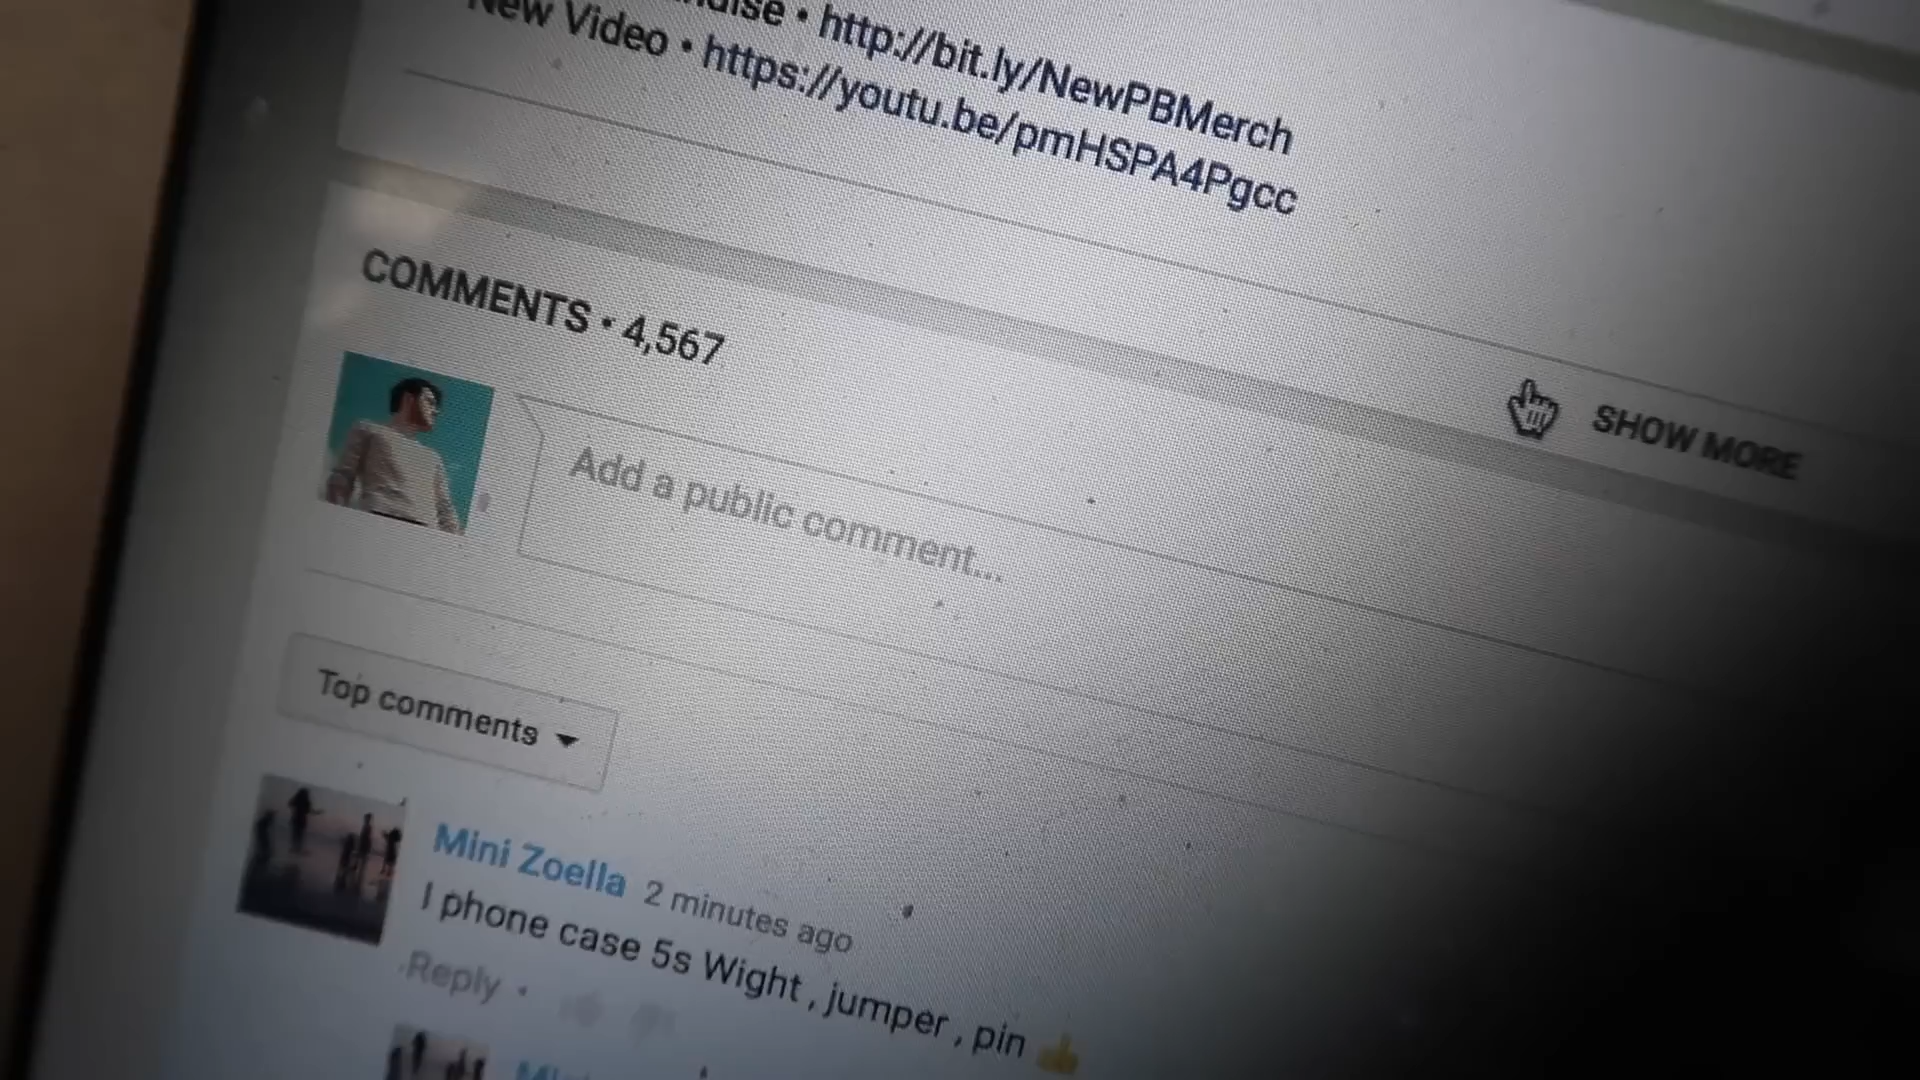 • http://bit.ly/NewPBMerch
New Video • https://youtu.be/pmHSPA4Pgcc
SHOW MORE
COMMENTS • 4,567
Add a public comment...
Top comments
Mini Zoella 2 minutes ago
I phone case 5s Wight , jumper , pin 👍
Reply •